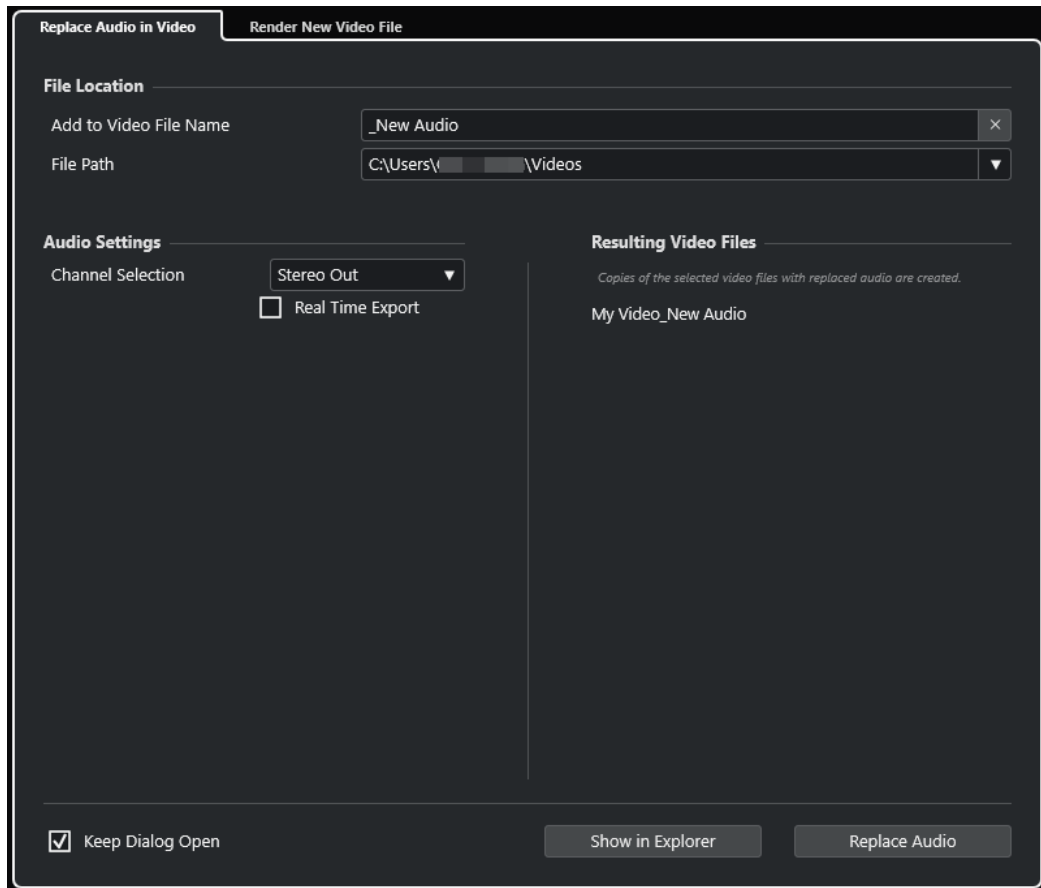 Replace Audio in Video
Render New Video File
File Location
Add to Video File Name
_New Audio
File Path
C:\Users\ \Videos
Audio Settings
Resulting Video Files
Channel Selection
Stereo Out
Copies of the selected video files with replaced audio are created.
Real Time Export
My Video_New Audio
Keep Dialog Open
Show in Explorer
Replace Audio